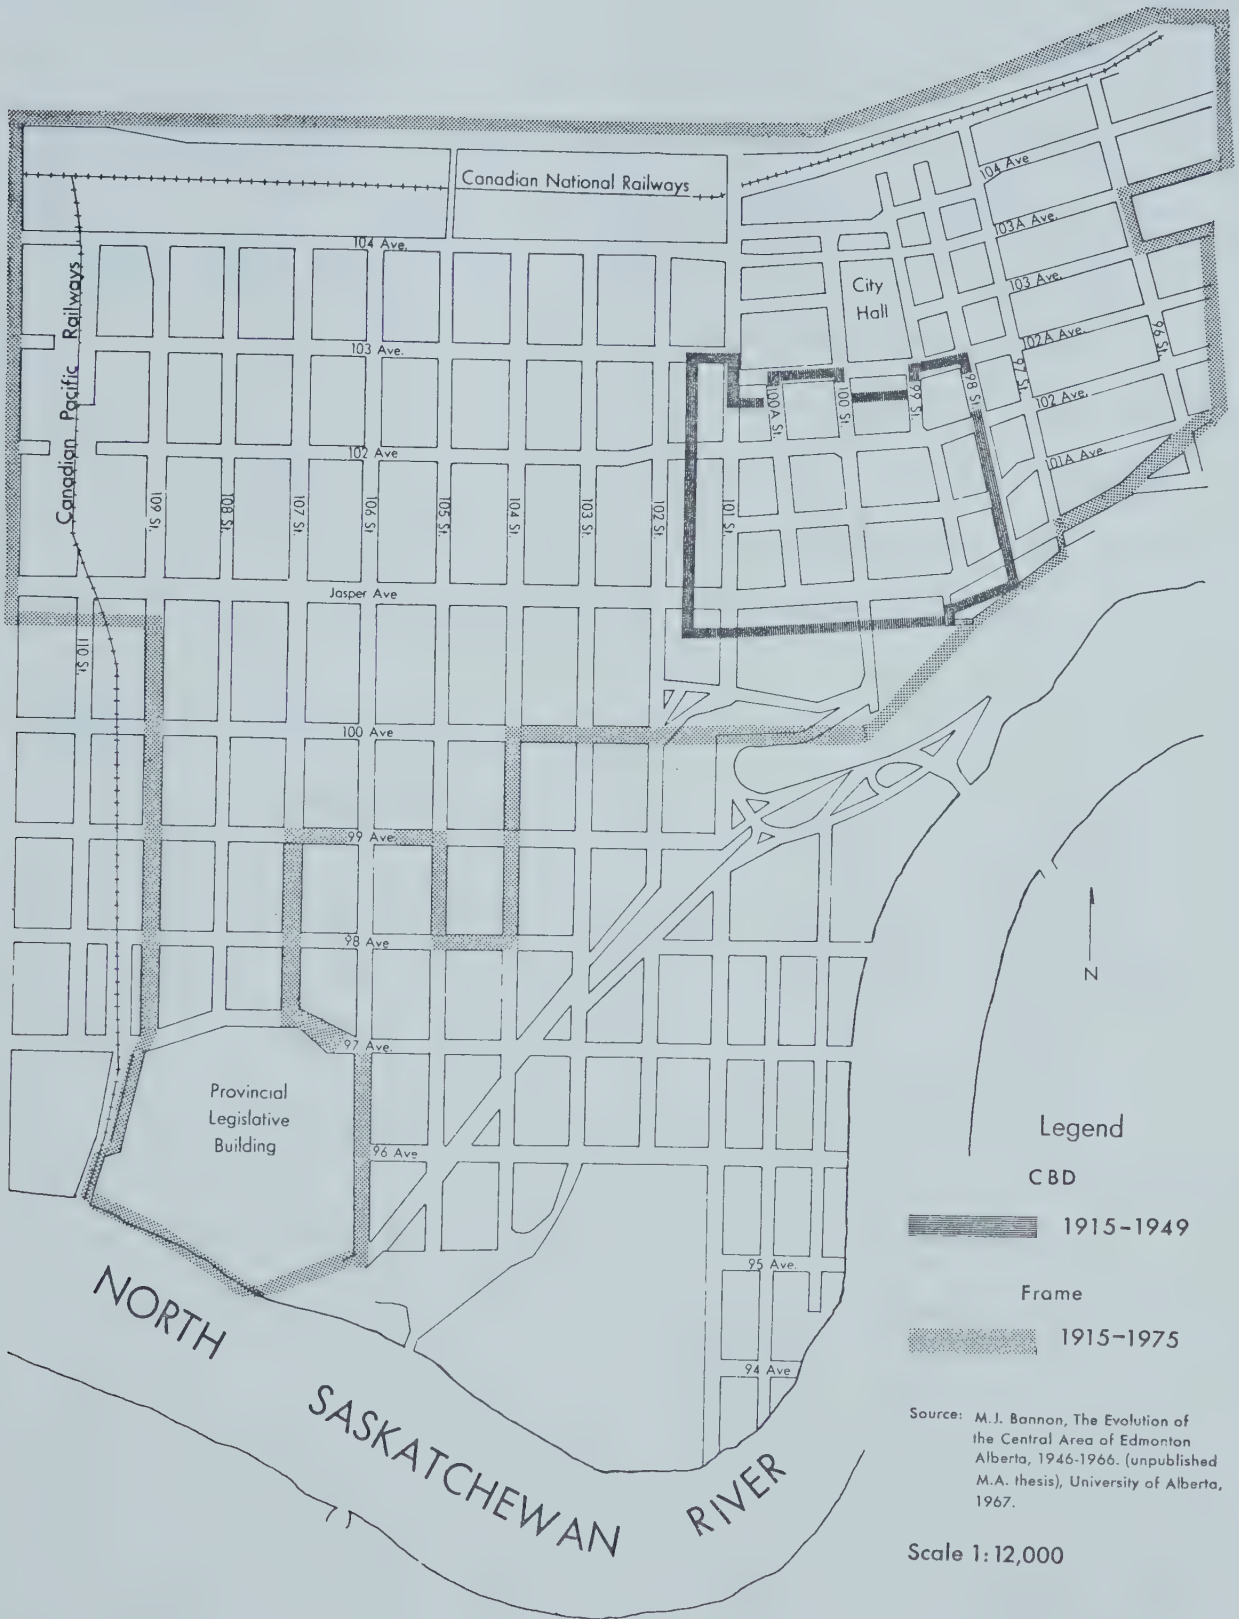 Canadian National Railways
104 Ave
103A Ave.
104 Ave.
City
Hall
103 Ave.
Canadian Pacific Railways
103 Ave.
102A Ave.
96 St.
97 St.
98 St.
99 St.
100 St.
100A St.
102 Ave.
102 Ave
101A Ave
109 St.
108 St.
107 St.
106 St.
105 St.
104 St.
103 St.
102 St.
101 St.
Jasper Ave
110 St.
100 Ave
99 Ave
98 Ave
N
97 Ave.
Provincial
Legislative
Building
96 Ave
Legend
CBD
1915-1949
95 Ave.
Frame
1915-1975
94 Ave
NORTH
SASKATCHEWAN
RIVER
Source: M.J. Bannon, The Evolution of
the Central Area of Edmonton
Alberta, 1946-1966. (unpublished
M.A. thesis), University of Alberta,
1967.
Scale 1:12,000